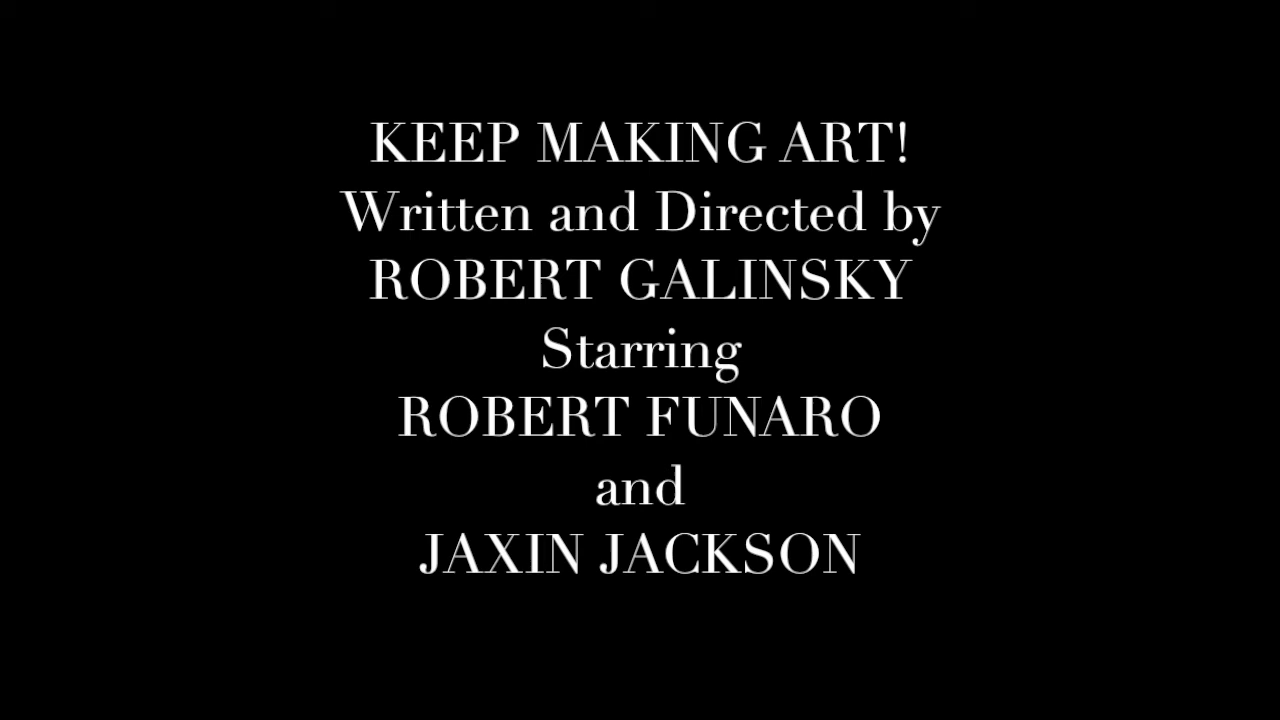 KEEP MAKING ART!
Written and Directed by
ROBERT GALINSKY
Starring
ROBERT FUNARO
and
JAXIN JACKSON